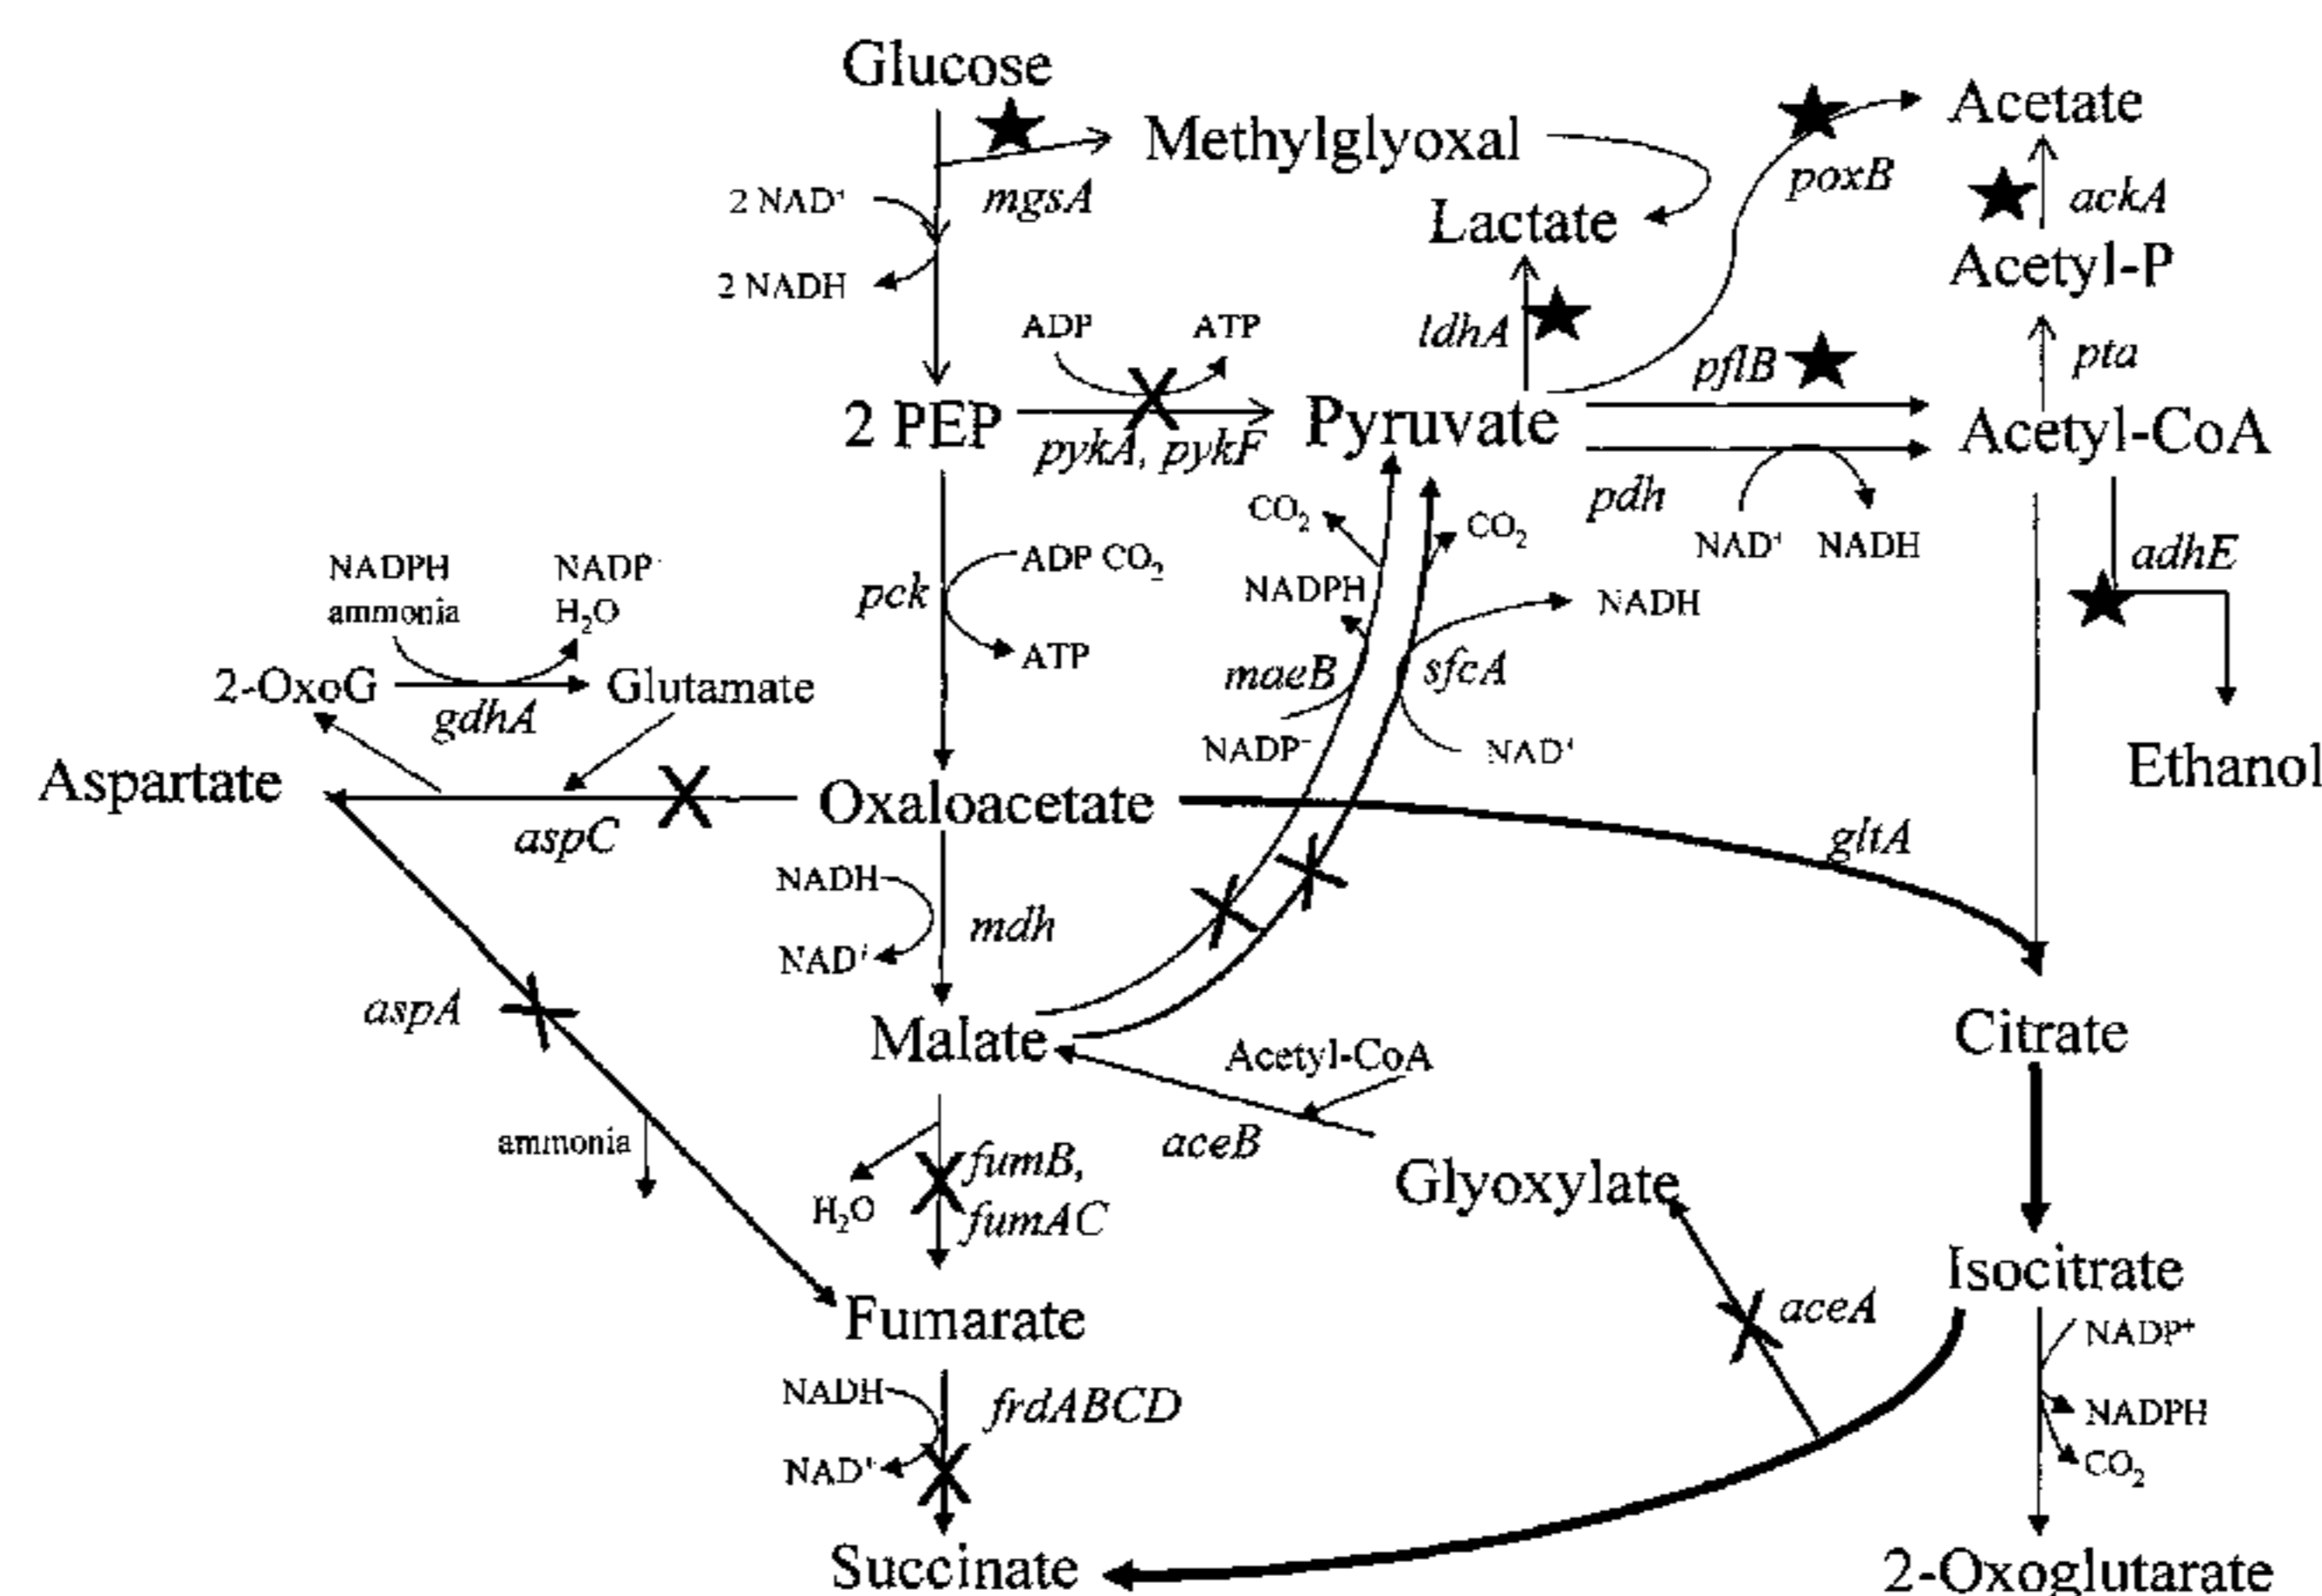 Glucose
Methylglyoxal
Acetate
mgsA
poxB
ackA
2 NAD⁺
Lactate
2 NADH
Acetyl-P
ADP
ATP
ldhA
pflB
pta
2 PEP
Pyruvate
Acetyl-CoA
pykA, pykF
pdh
CO₂
CO₂
NAD⁺
NADH
adhE
NADPH
NADP⁺
ammonia
H₂O
pck
ADP CO₂
NADPH
NADH
ATP
maeB
sfcA
2-OxoG
Glutamate
gdhA
NADP⁺
NAD⁺
Aspartate
Oxaloacetate
Ethanol
aspC
gltA
NADH
mdh
NAD⁺
aspA
Malate
Acetyl-CoA
Citrate
ammonia
aceB
fumB,
H₂O
fumAC
Glyoxylate
Isocitrate
aceA
Fumarate
NADP⁺
NADH
frdABCD
NADPH
NAD⁺
CO₂
Succinate
2-Oxoglutarate